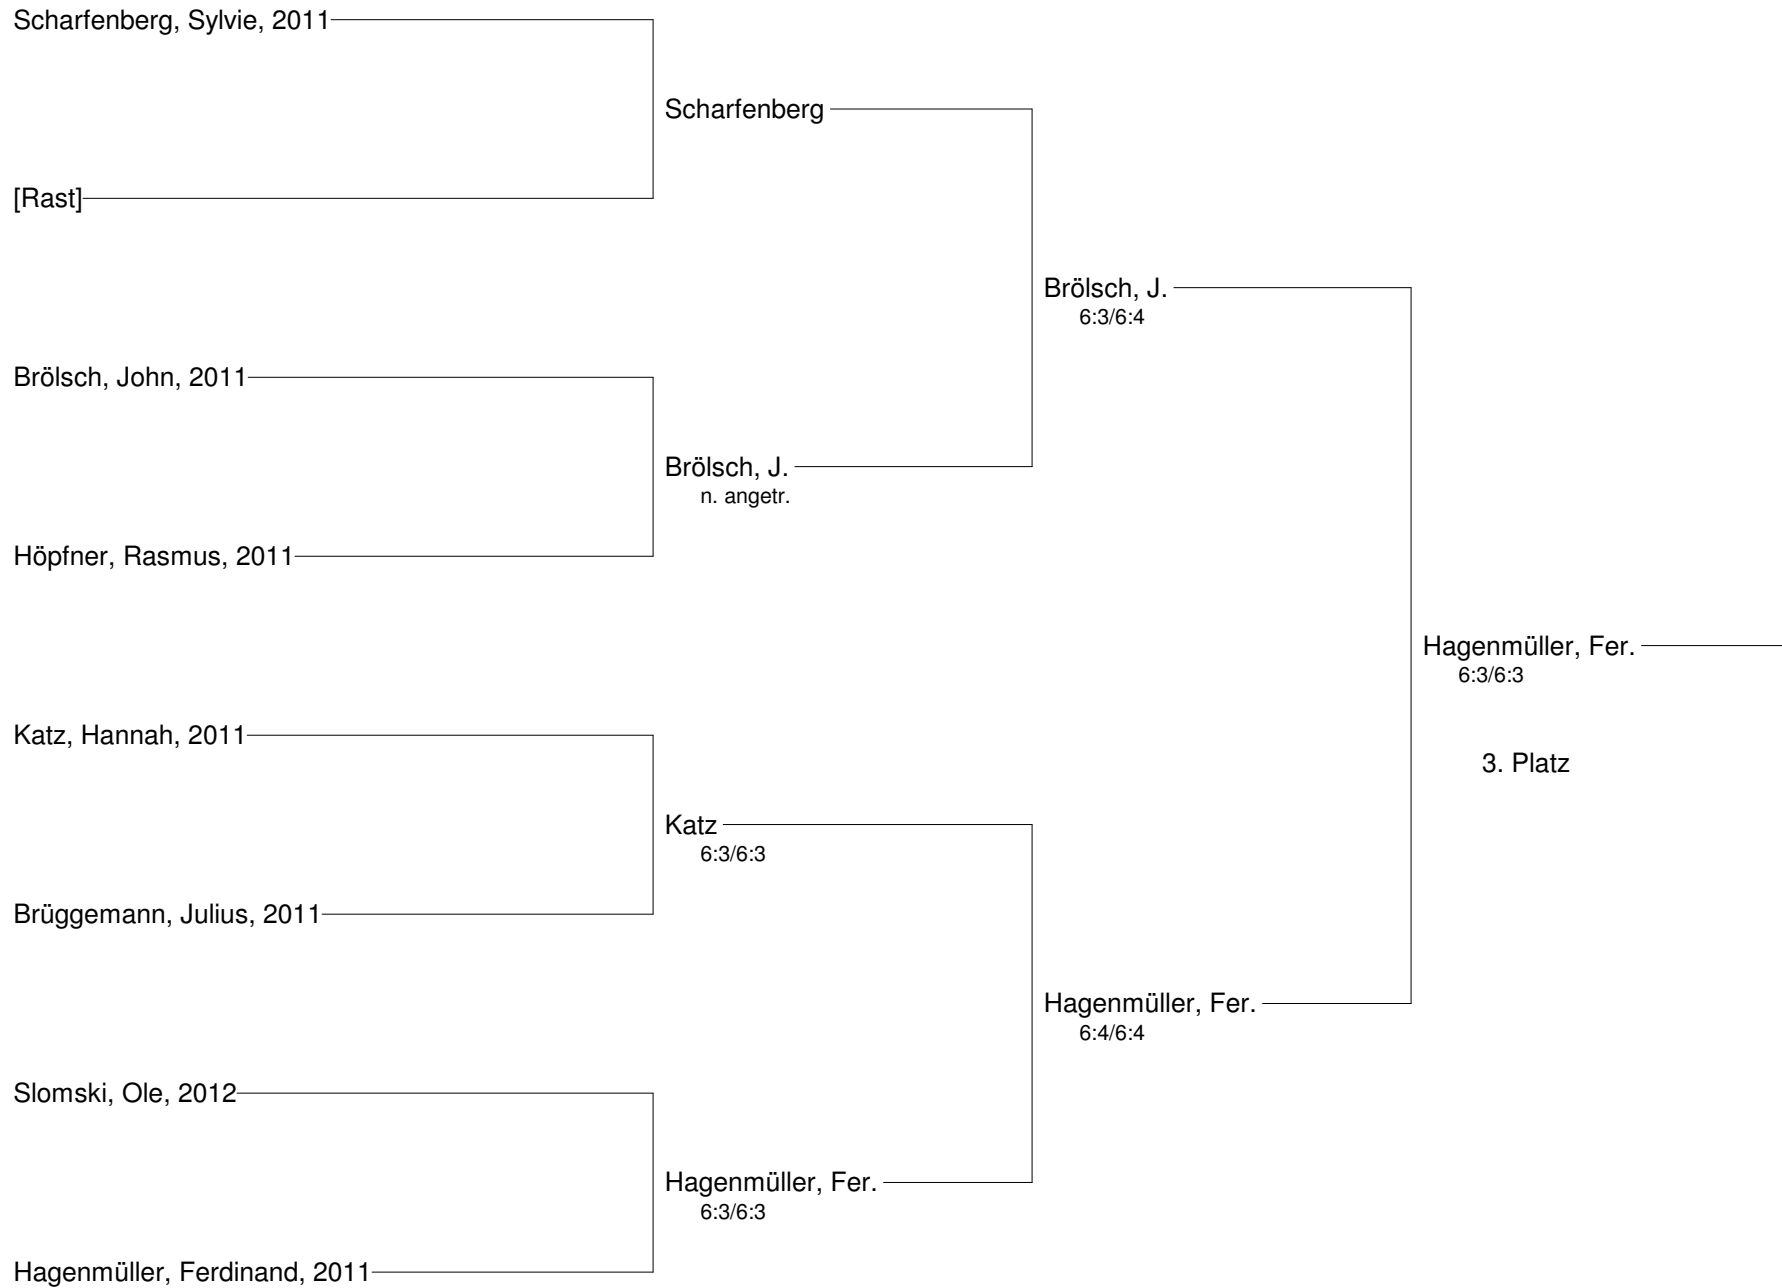 Scharfenberg, Sylvie, 2011
Scharfenberg
[Rast]
Brölsch, J.
6:3/6:4
Brölsch, John, 2011
Brölsch, J.
n. angetr.
Höpfner, Rasmus, 2011
Hagenmüller, Fer.
6:3/6:3
Katz, Hannah, 2011
3. Platz
Katz
6:3/6:3
Brüggemann, Julius, 2011
Hagenmüller, Fer.
6:4/6:4
Slomski, Ole, 2012
Hagenmüller, Fer.
6:3/6:3
Hagenmüller, Ferdinand, 2011